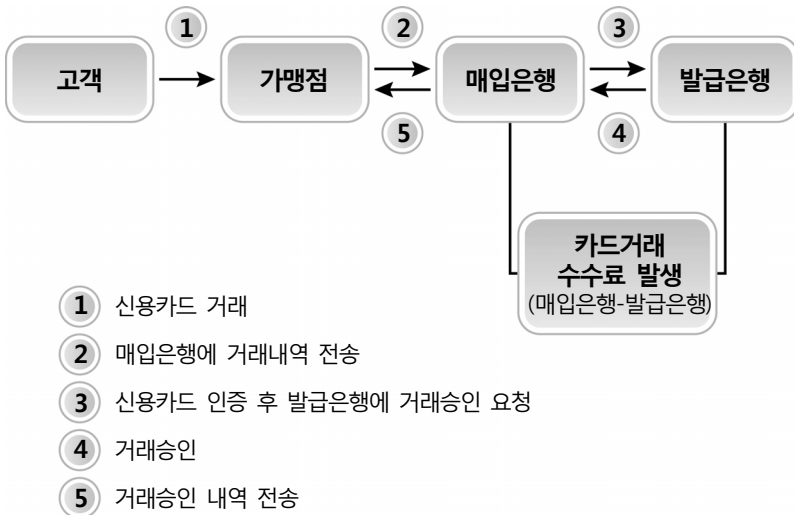 1 2 3
고객 가맹점 매입은행 발급은행
5 4
카드거래
수수료 발생
(매입은행-발급은행)
1 신용카드 거래
2 매입은행에 거래내역 전송
3 신용카드 인증 후 발급은행에 거래승인 요청
4 거래승인
5 거래승인 내역 전송